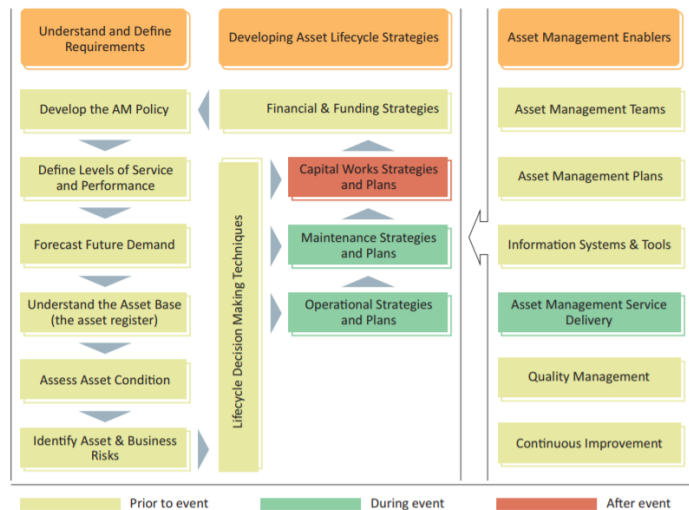 Understand and Define
Requirements
Developing Asset Lifecycle Strategies
Asset Management Enablers
Develop the AM Policy
Define Levels of Service
and Performance
Forecast Future Demand
Understand the Asset Base
(the asset register)
Assess Asset Condition
Identify Asset & Business
Risks
Lifecycle Decision Making Techniques
Financial & Funding Strategies
Capital Works Strategies
and Plans
Maintenance Strategies
and Plans
Operational Strategies
and Plans
Asset Management Teams
Asset Management Plans
Information Systems & Tools
Asset Management Service
Delivery
Quality Management
Continuous Improvement
Prior to event
During event
After event